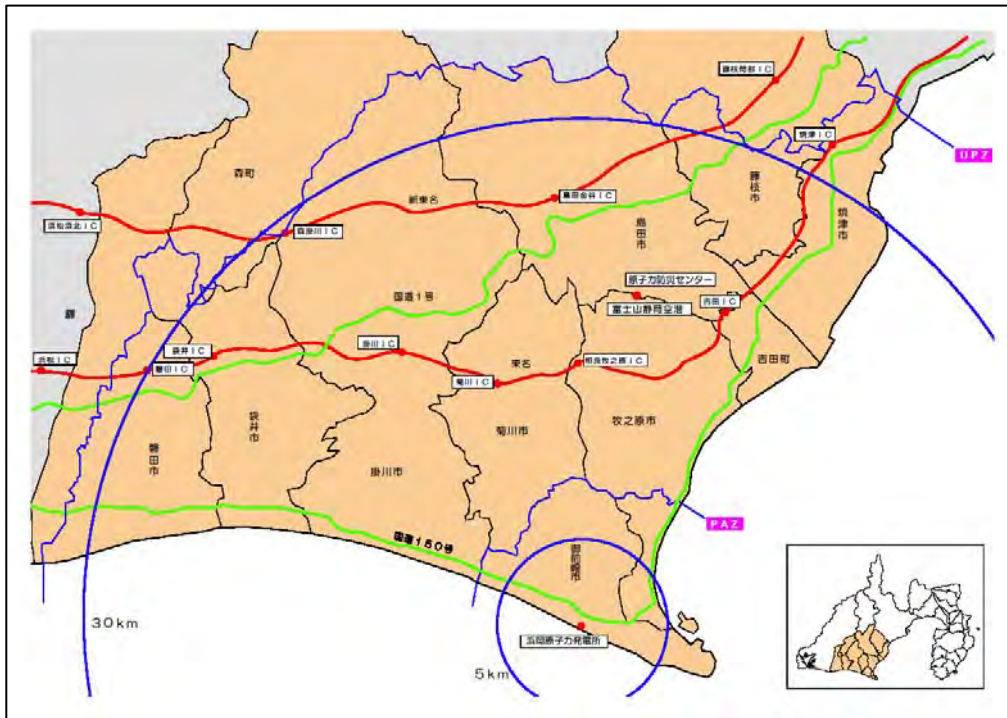 藤枝岡部IC
焼津IC
UPZ
森町
藤枝市
島田金谷IC
新東名
焼津市
浜松浜北IC
森掛川IC
島田市
原子力防災センター
国道1号
富士山静岡空港
吉田IC
袋井IC
掛川IC
浜松IC
磐田IC
東名
相良牧之原IC
吉田町
菊川IC
袋井市
菊川市
牧之原市
磐田市
掛川市
PAZ
国道150号
御前崎市
30km
浜岡原子力発電所
5km